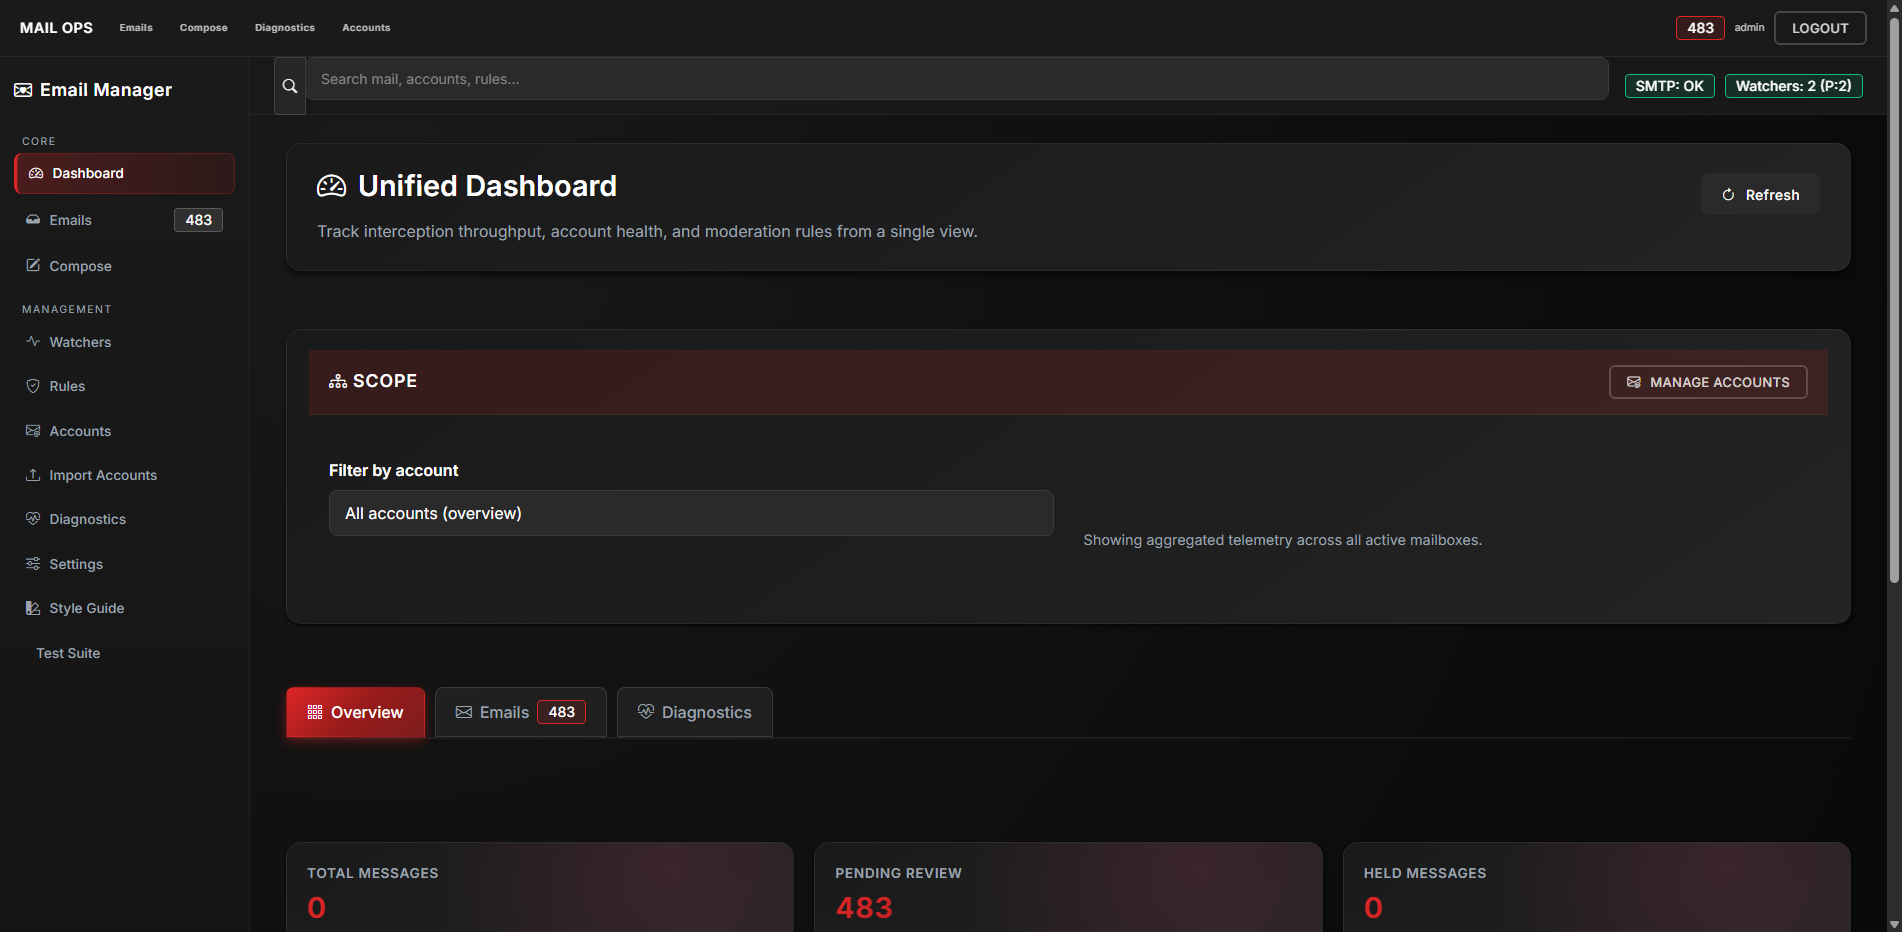 MAIL OPS Emails Compose Diagnostics Accounts 483 admin LOGOUT
Email Manager
CORE
Dashboard
Emails 483
Compose
MANAGEMENT
Watchers
Rules
Accounts
Import Accounts
Diagnostics
Settings
Style Guide
Test Suite
Search mail, accounts, rules...
SMTP: OK Watchers: 2 (P:2)
Unified Dashboard
Track interception throughput, account health, and moderation rules from a single view.
Refresh
SCOPE
MANAGE ACCOUNTS
Filter by account
All accounts (overview)
Showing aggregated telemetry across all active mailboxes.
Overview Emails 483 Diagnostics
TOTAL MESSAGES
0
PENDING REVIEW
483
HELD MESSAGES
0